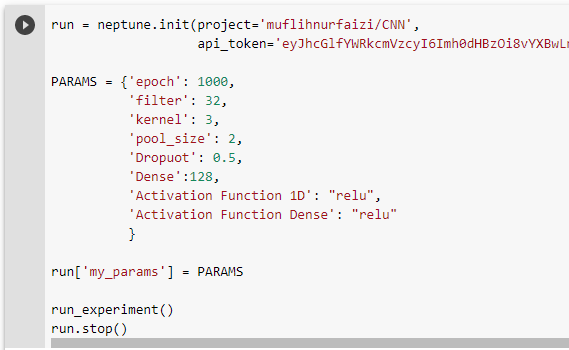 run = neptune.init(project='muflihnurfaizi/CNN',
api_token='eyJhcGlfYWRkcmVzcyI6Imh0dHBzOi8vYXBwLn
PARAMS = {'epoch': 1000,
'filter': 32,
'kernel': 3,
'pool_size': 2,
'Dropuot': 0.5,
'Dense':128,
'Activation Function 1D': "relu",
'Activation Function Dense': "relu"
}
run['my_params'] = PARAMS
run_experiment()
run.stop()